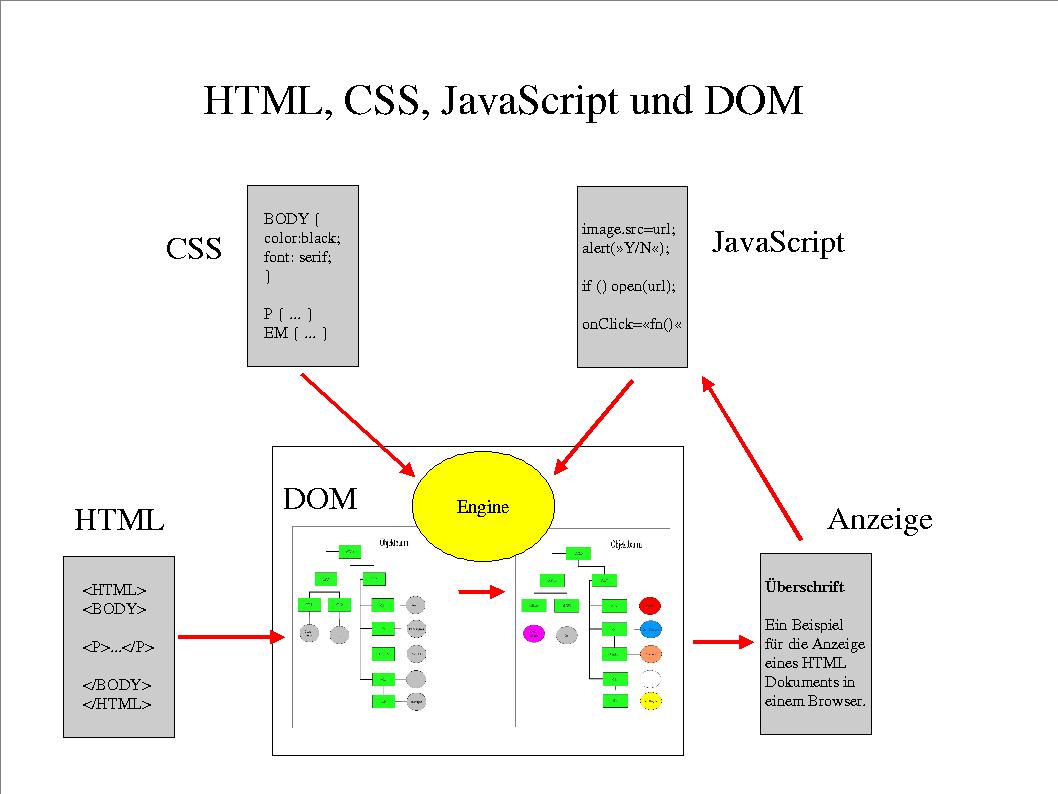 HTML, CSS, JavaScript und DOM
CSS
BODY {
color:black;
font: serif;
}
P { ... }
EM { ... }
image.src=url;
alert(»Y/N«);
if () open(url);
onClick=«fn()«
JavaScript
DOM
Engine
HTML
<HTML>
<BODY>
<P>...</P>
</BODY>
</HTML>
Anzeige
Überschrift
Ein Beispiel
für die Anzeige
eines HTML
Dokuments in
einem Browser.